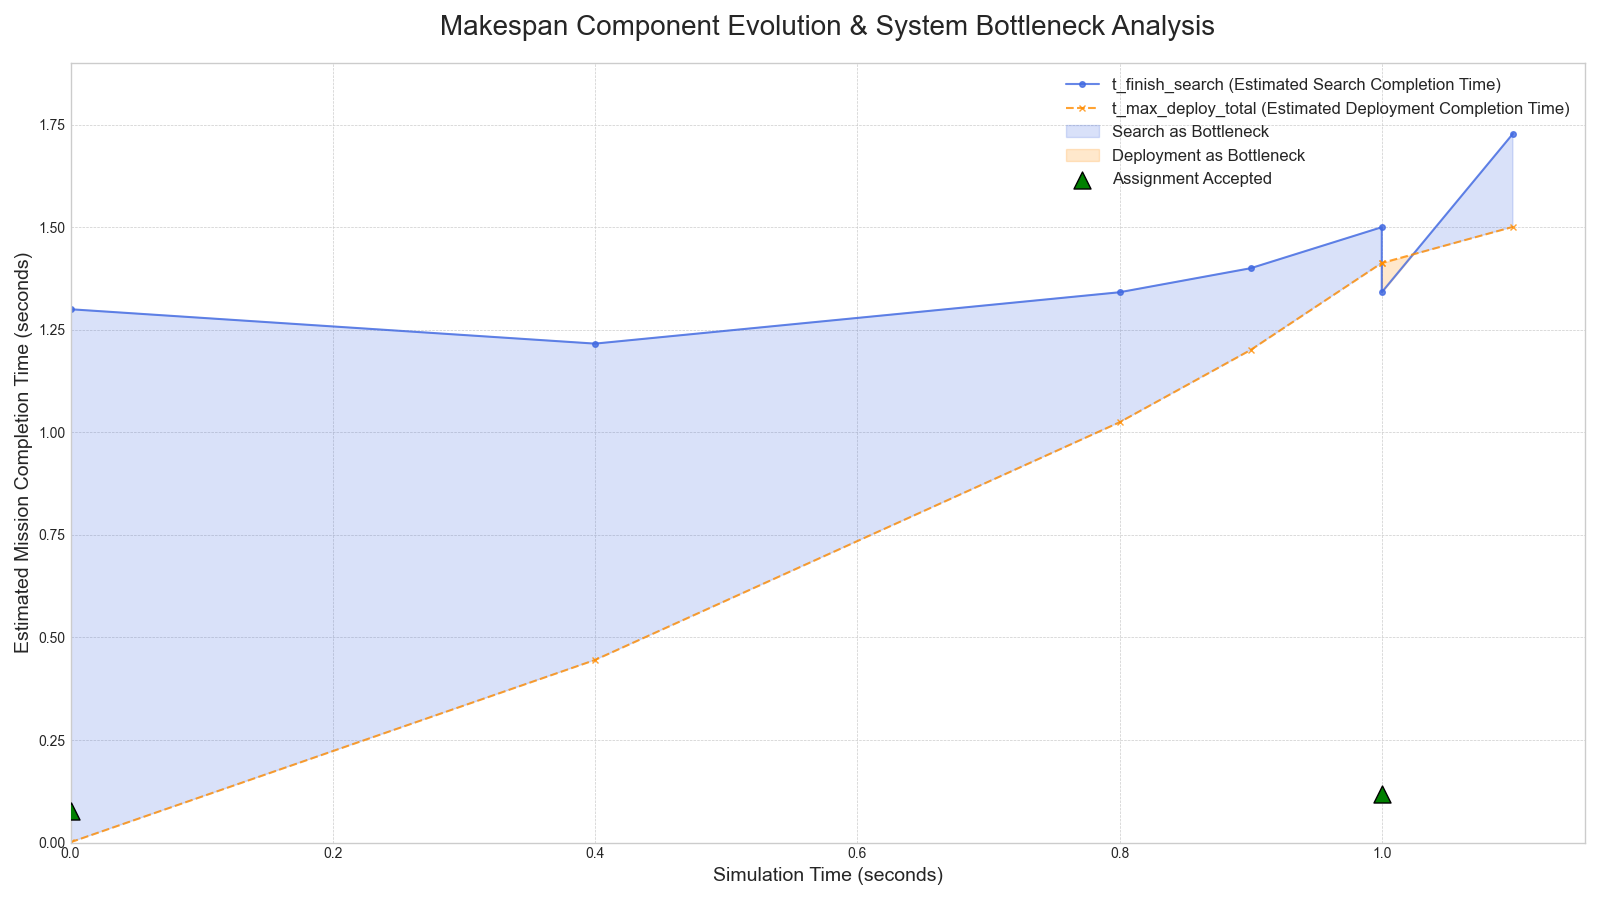 Makespan Component Evolution & System Bottleneck Analysis
t_finish_search (Estimated Search Completion Time)
t_max_deploy_total (Estimated Deployment Completion Time)
Search as Bottleneck
Deployment as Bottleneck
Assignment Accepted
Estimated Mission Completion Time (seconds)
1.75
1.50
1.25
1.00
0.75
0.50
0.25
0.00
0.0
0.2
0.4
0.6
0.8
1.0
Simulation Time (seconds)